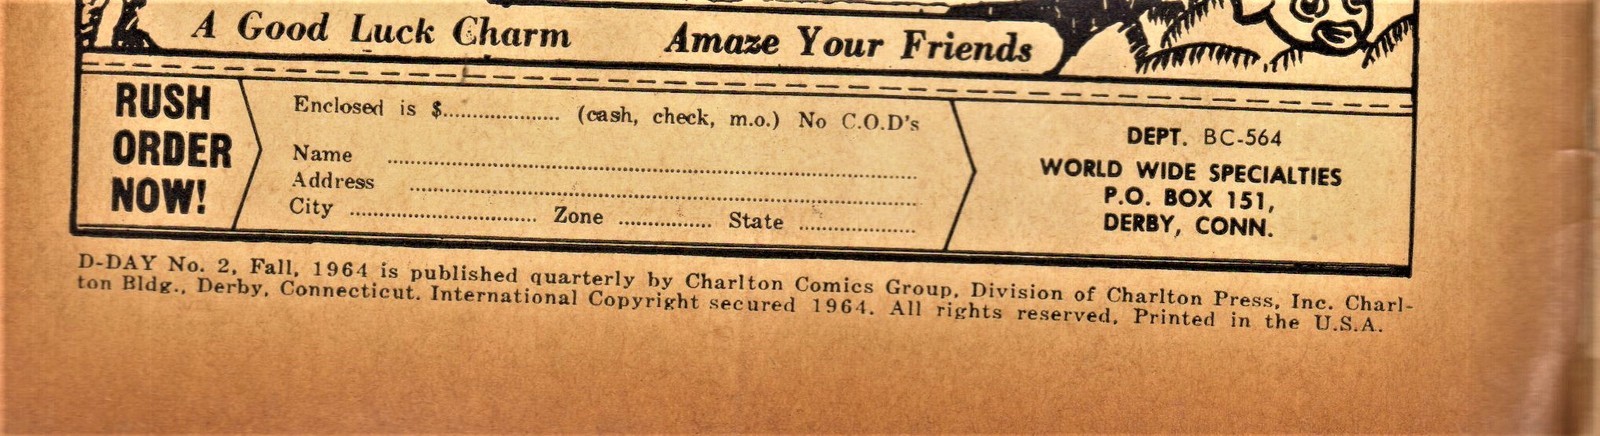 A Good Luck Charm Amaze Your Friends
RUSH
ORDER
NOW!
Enclosed is $.................... (cash, check, m.o.) No C.O.D's
Name ..........................................................................................
Address ....................................................................................
City ................................ Zone ................ State ....................
DEPT. BC-564
WORLD WIDE SPECIALTIES
P.O. BOX 151,
DERBY, CONN.
D-DAY No. 2, Fall, 1964 is published quarterly by Charlton Comics Group, Division of Charlton Press, Inc. Charl-
ton Bldg., Derby, Connecticut. International Copyright secured 1964. All rights reserved, Printed in the U.S.A.